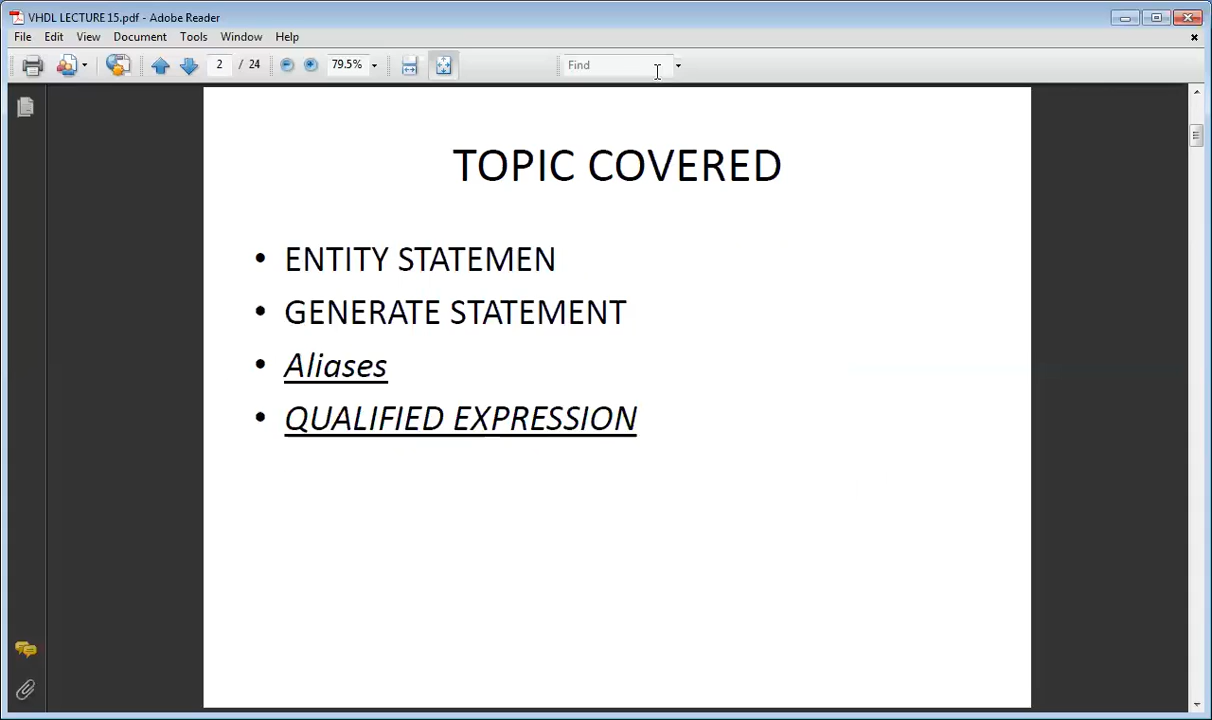 VHDL LECTURE 15.pdf - Adobe Reader
File Edit View Document Tools Window Help
2 / 24 79.5% Find
TOPIC COVERED
• ENTITY STATEMEN
• GENERATE STATEMENT
• Aliases
• QUALIFIED EXPRESSION